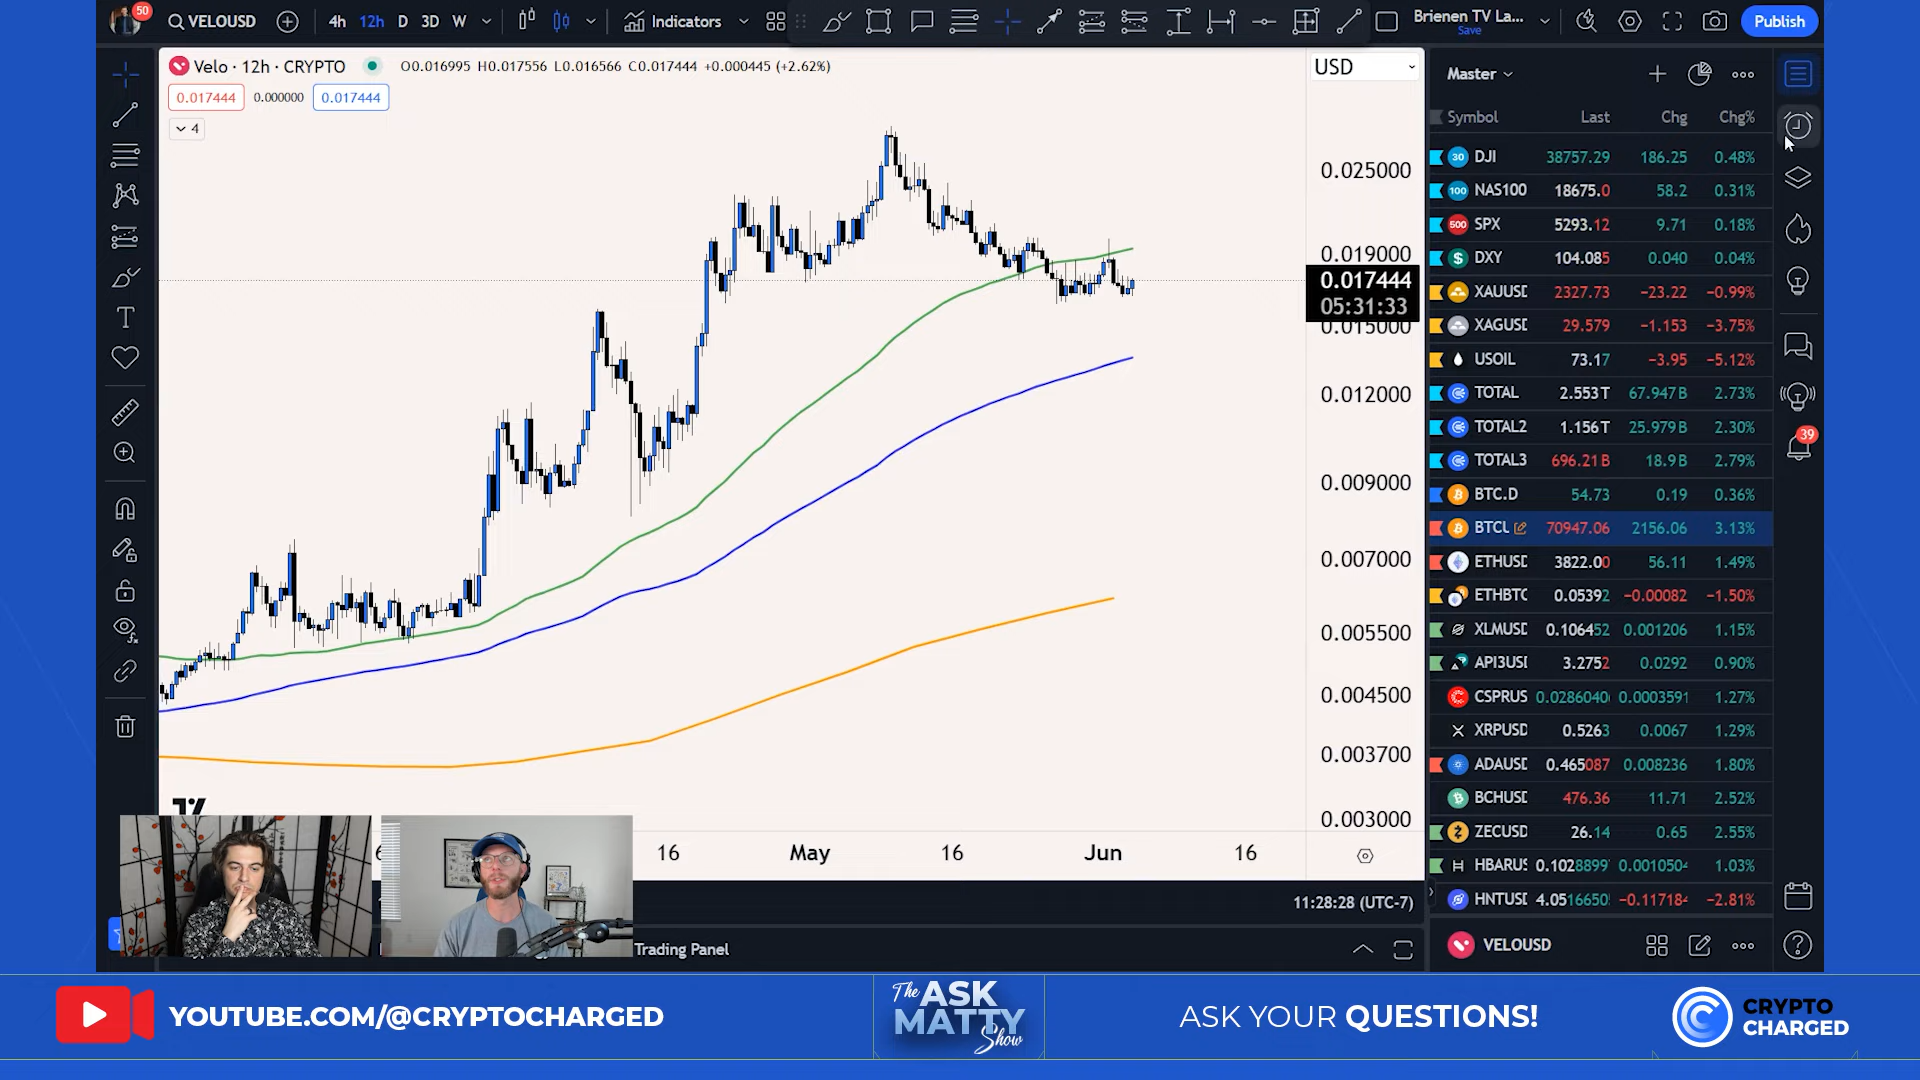 50
VELOUSD
4h 12h D 3D W
Indicators
Brienen TV La...
Save
Publish
Velo · 12h · CRYPTO
O0.016995 H0.017556 L0.016566 C0.017444 +0.000445 (+2.62%)
0.017444 0.000000 0.017444
4
USD
0.025000
0.019000
0.017444
05:31:33
0.015000
0.012000
0.009000
0.007000
0.005500
0.004500
0.003700
0.003000
16 May 16 Jun 16
11:28:28 (UTC-7)
Trading Panel
Master
Symbol Last Chg Chg%
30 DJI 38757.29 186.25 0.48%
100 NAS100 18675.0 58.2 0.31%
500 SPX 5293.12 9.71 0.18%
$ DXY 104.085 0.040 0.04%
XAUUSD 2327.73 −23.22 −0.99%
XAGUSD 29.579 −1.153 −3.75%
USOIL 73.17 −3.95 −5.12%
TOTAL 2.553T 67.947B 2.73%
TOTAL2 1.156T 25.979B 2.30%
TOTAL3 696.21B 18.9B 2.79%
BTC.D 54.73 0.19 0.36%
BTCU 70947.06 2156.06 3.13%
ETHUSD 3822.00 56.11 1.49%
ETHBTC 0.05392 −0.00082 −1.50%
XLMUSD 0.106452 0.001206 1.15%
API3USD 3.2752 0.0292 0.90%
CSPRUS 0.0286040 0.0003591 1.27%
XRPUSD 0.5263 0.0067 1.29%
ADAUSD 0.465087 0.008236 1.80%
BCHUSD 476.36 11.71 2.52%
ZECUSD 26.14 0.65 2.55%
HBARUS 0.1028899 0.0010504 1.03%
HNTUSD 4.0516650 −0.117184 −2.81%
VELOUSD
39
YOUTUBE.COM/@CRYPTOCHARGED
The ASK
MATTY
Show
ASK YOUR QUESTIONS!
CRYPTO
CHARGED